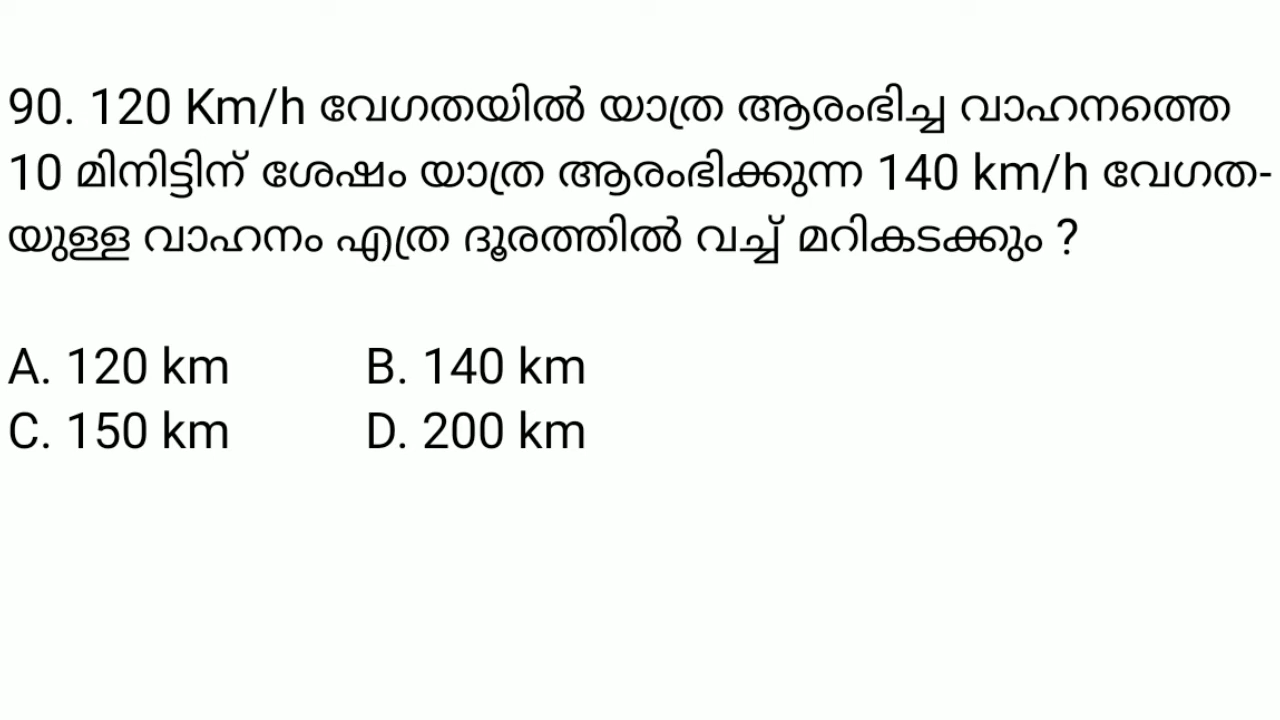 90. 120 Km/h വേഗതയിൽ യാത്ര ആരംഭിച്ച വാഹനത്തെ
10 മിനിട്ടിന് ശേഷം യാത്ര ആരംഭിക്കുന്ന 140 km/h വേഗത-
യുള്ള വാഹനം എത്ര ദൂരത്തിൽ വച്ച് മറികടക്കും ?
A. 120 km B. 140 km
C. 150 km D. 200 km